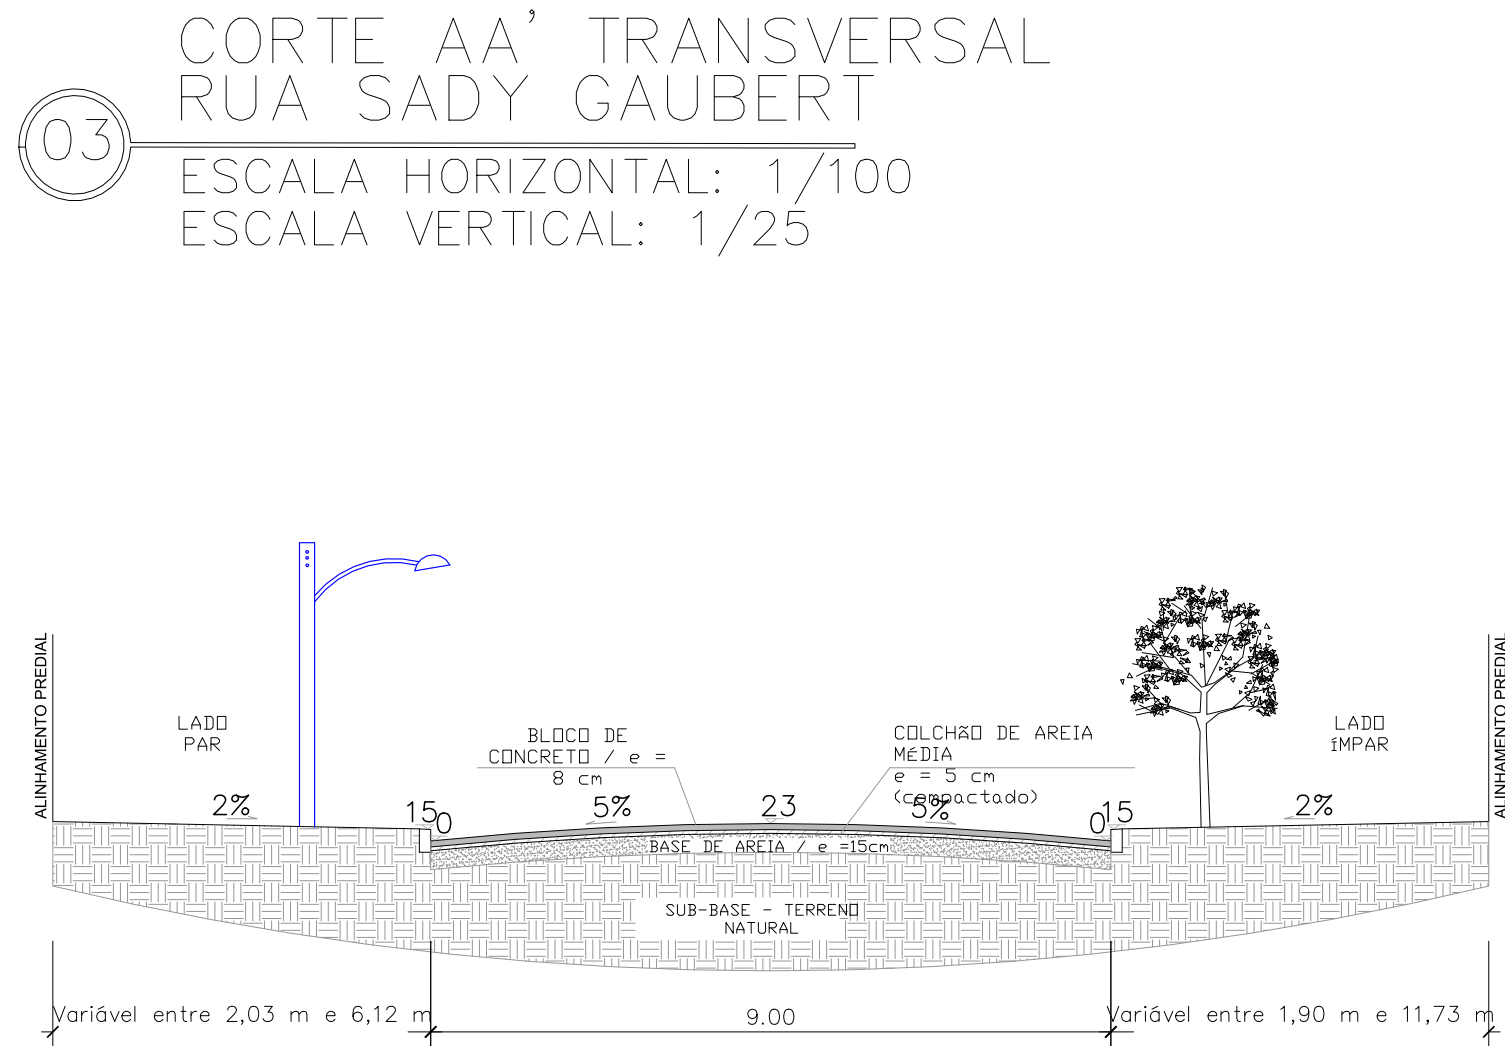 CORTE AA' TRANSVERSAL
RUA SADY GAUBERT
03
ESCALA HORIZONTAL: 1/100
ESCALA VERTICAL: 1/25
ALINHAMENTO PREDIAL
LADO
PAR
BLOCO DE
CONCRETO / e =
8 cm
COLCHãO DE AREIA
MéDIA
e = 5 cm
(compactado)
LADO
íMPAR
ALINHAMENTO PREDIAL
2%
15
0
5%
23
5%
0
15
2%
BASE DE AREIA / e =15cm
SUB-BASE - TERRENO
NATURAL
Variável entre 2,03 m e 6,12 m
9.00
Variável entre 1,90 m e 11,73 m